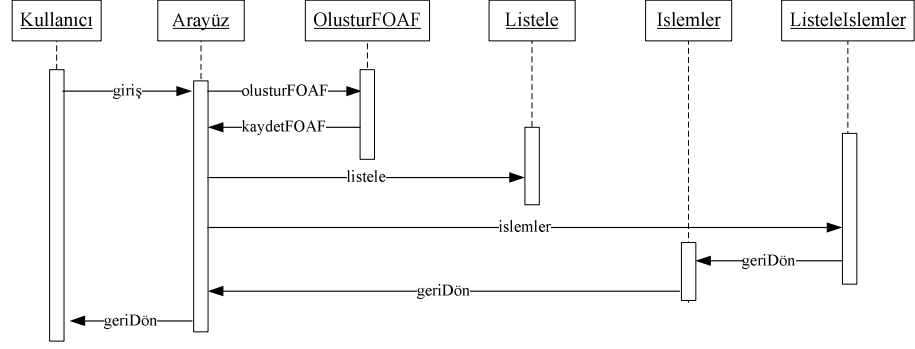 Kullanıcı
Arayüz
OlusturFOAF
Listele
Islemler
ListeleIslemler
giriş
olusturFOAF
kaydetFOAF
listele
islemler
geriDön
geriDön
geriDön